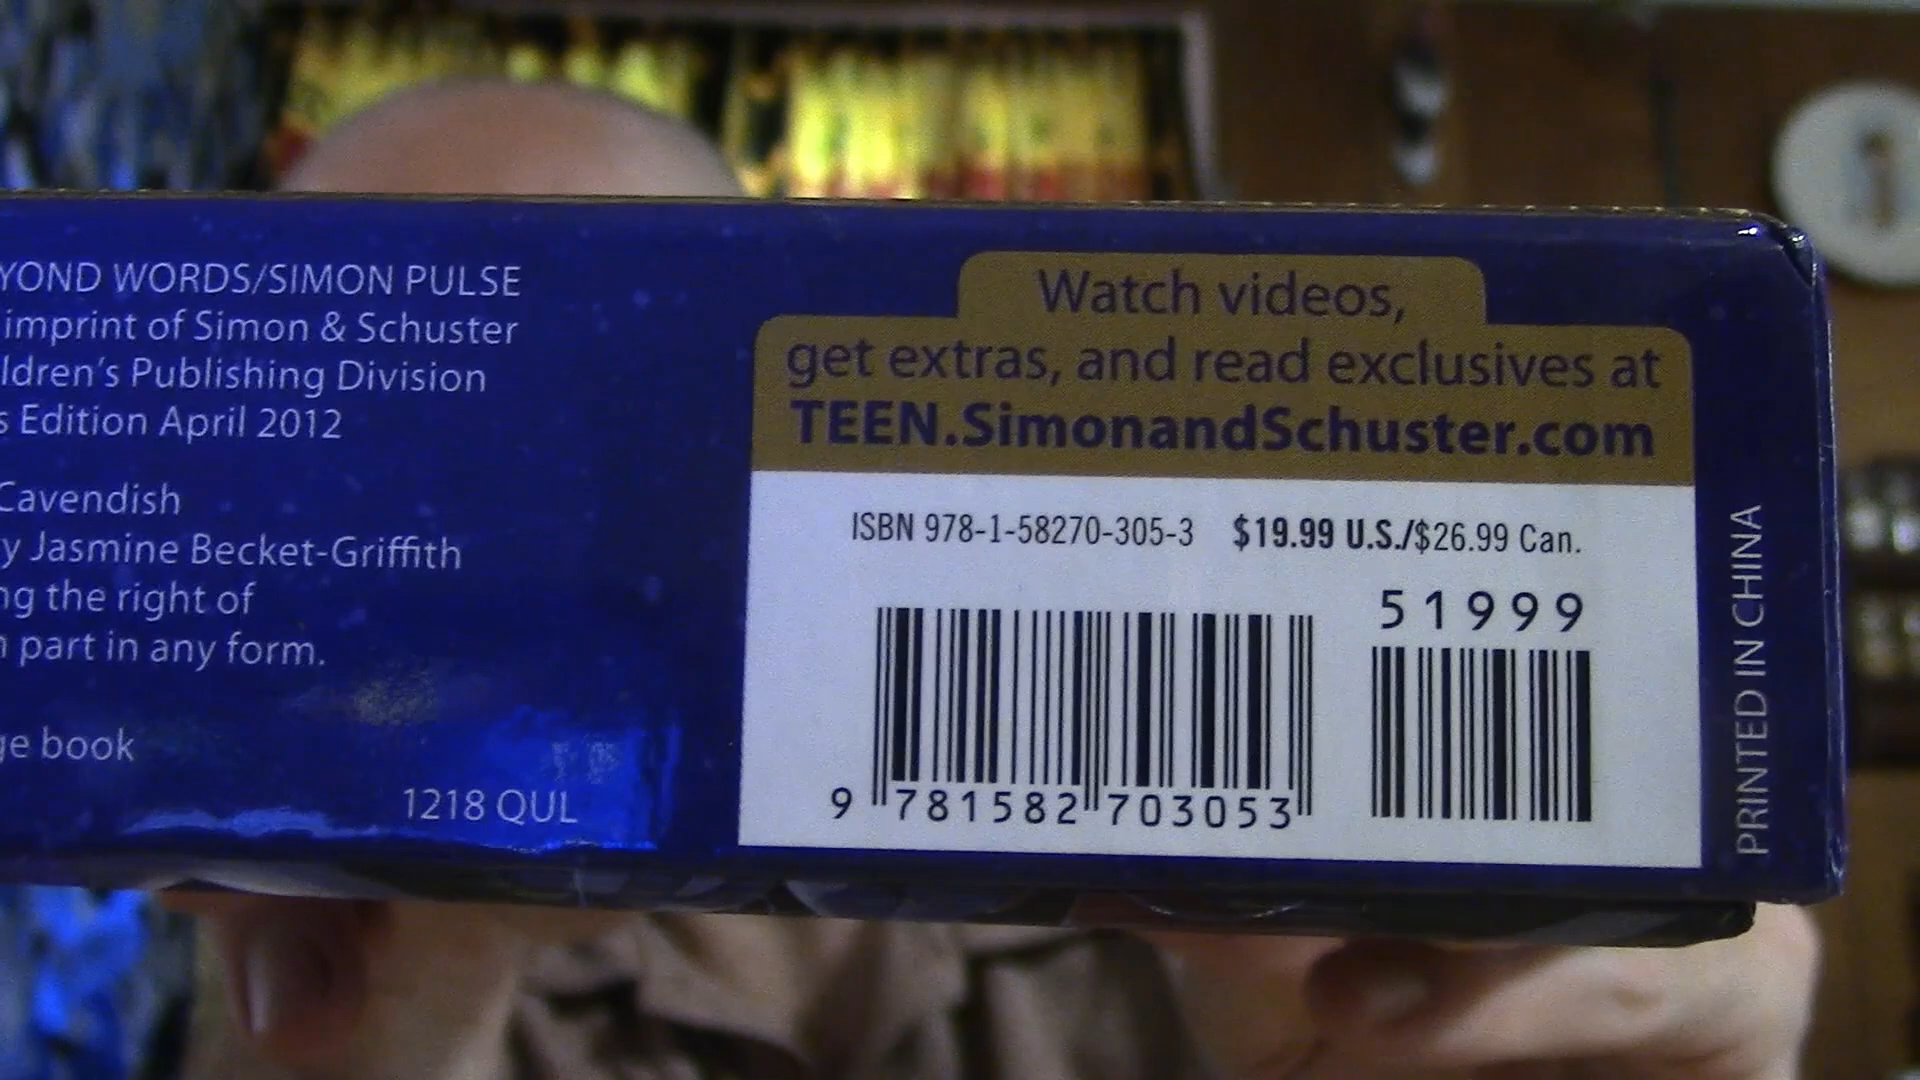 YOND WORDS/SIMON PULSE
imprint of Simon & Schuster
ldren's Publishing Division
s Edition April 2012
Cavendish
y Jasmine Becket-Griffith
ng the right of
n part in any form.
ge book
1218 QUL
Watch videos,
get extras, and read exclusives at
TEEN.SimonandSchuster.com
ISBN 978-1-58270-305-3 $19.99 U.S./$26.99 Can.
51999
9 781582 703053
PRINTED IN CHINA